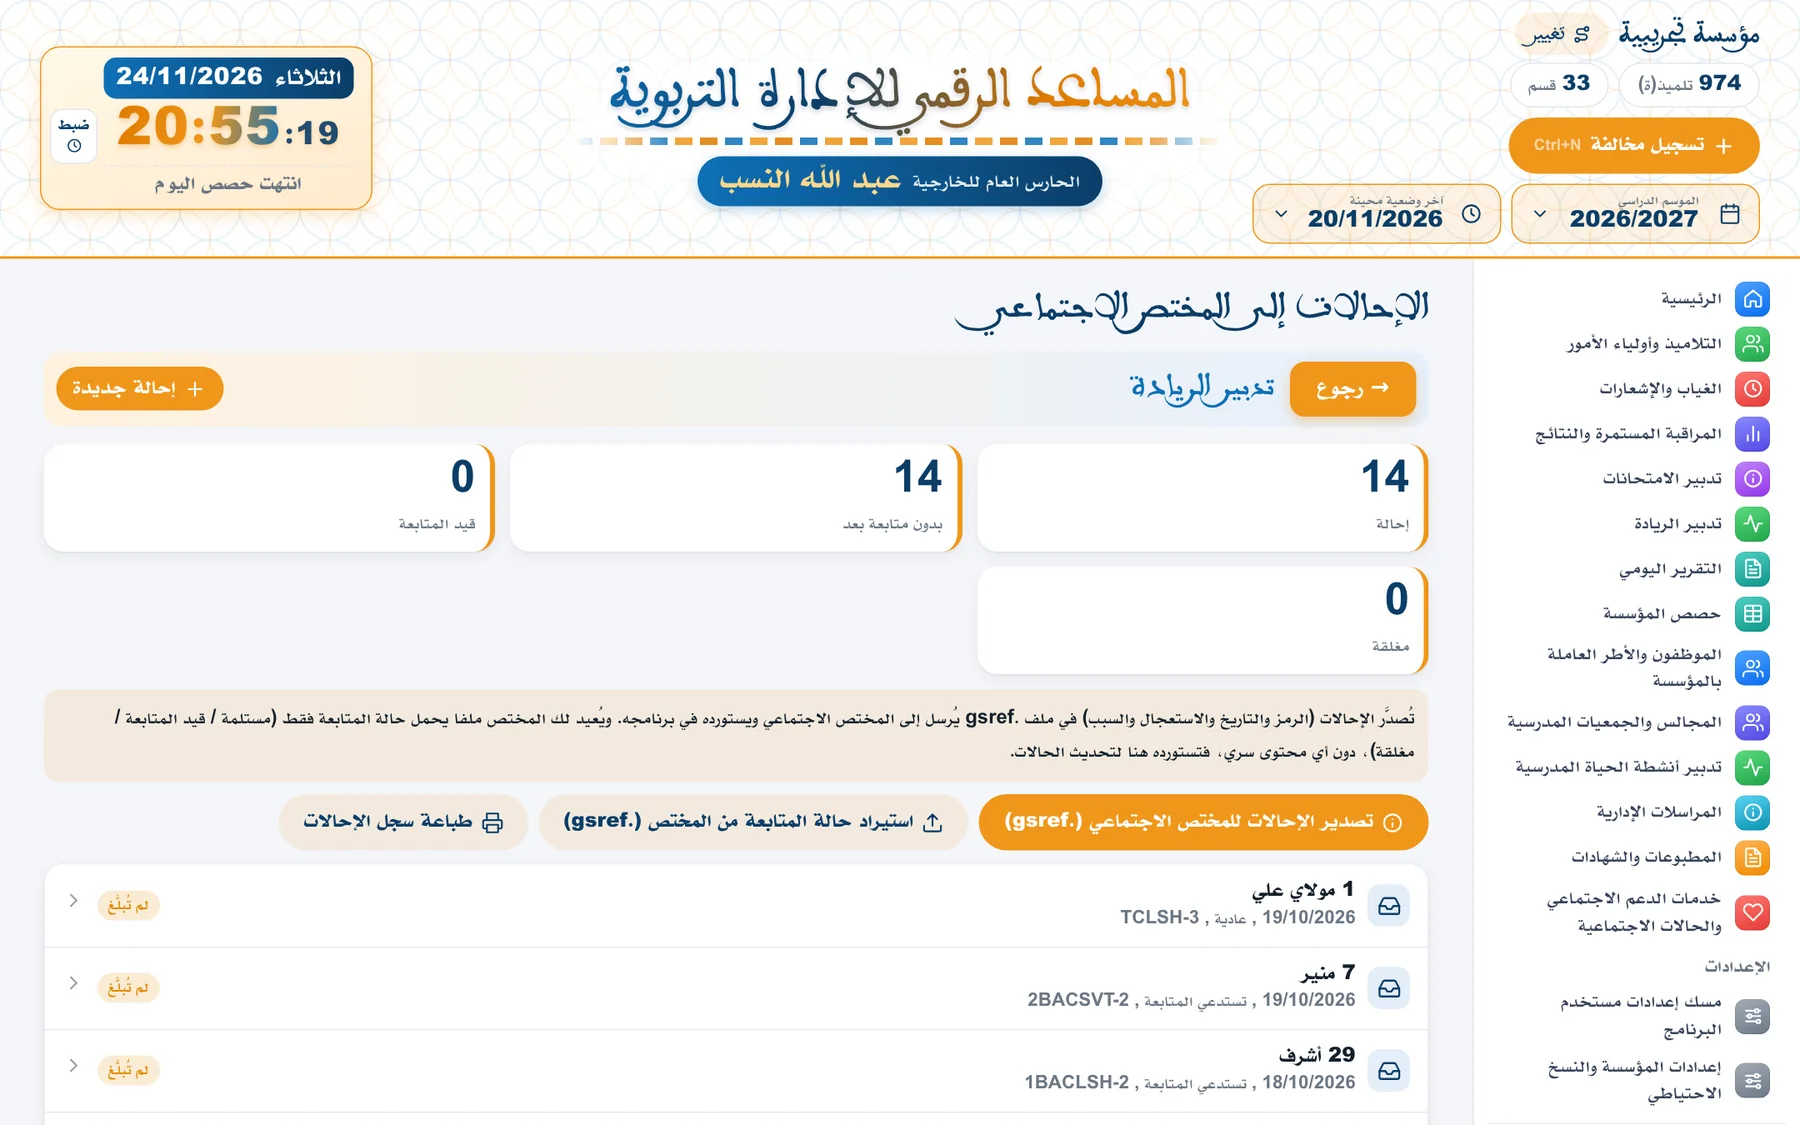 مؤسسة تجريبية
تغيير
974 تلميذ(ة)
33 قسم
+ تسجيل مخالفة Ctrl+N
الموسم الدراسي
2026/2027
آخر وضعية محينة
20/11/2026
المساعد الرقمي للإدارة التربوية
الحارس العام للخارجية عبد الله النسب
الثلاثاء 24/11/2026
20:55:19
ضبط
انتهت حصص اليوم
الرئيسية
التلاميذ وأولياء الأمور
الغياب والإشعارات
المراقبة المستمرة والنتائج
تدبير الامتحانات
تدبير الريادة
التقرير اليومي
حصص المؤسسة
الموظفون والأطر العاملة
بالمؤسسة
المجالس والجمعيات المدرسية
تدبير أنشطة الحياة المدرسية
المراسلات الإدارية
المطبوعات والشهادات
خدمات الدعم الاجتماعي
والحالات الاجتماعية
الإعدادات
مسك إعدادات مستخدم
البرنامج
إعدادات المؤسسة والنسخ
الاحتياطي
الإحالات إلى المختص الاجتماعي
→ رجوع
تدبير الريادة
+ إحالة جديدة
14
إحالة
14
بدون متابعة بعد
0
قيد المتابعة
0
مغلقة
تُصدَّر الإحالات (الرمز والتاريخ والاستعجال والسبب) في ملف .gsref يُرسل إلى المختص الاجتماعي ويستورده في برنامجه. ويُعيد لك المختص ملفا يحمل حالة المتابعة فقط (مستلمة / قيد المتابعة /
مغلقة)، دون أي محتوى سري، فتستورده هنا لتحديث الحالات.
تصدير الإحالات للمختص الاجتماعي (.gsref)
استيراد حالة المتابعة من المختص (.gsref)
طباعة سجل الإحالات
1 مولاي علي
19/10/2026 , عادية , TCLSH-3
لم تُبلَّغ
7 منير
19/10/2026 , تستدعي المتابعة , 2BACSVT-2
لم تُبلَّغ
29 أشرف
18/10/2026 , تستدعي المتابعة , 1BACLSH-2
لم تُبلَّغ